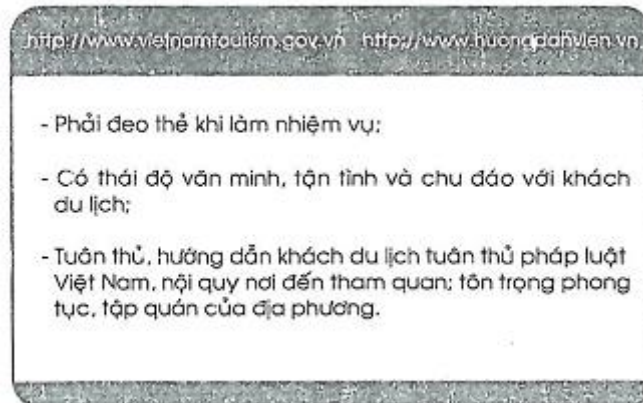 http://www.vietnamtourism.gov.vn http://www.huongdanvien.vn
- Phải đeo thẻ khi làm nhiệm vụ;
- Có thái độ văn minh, tận tình và chu đáo với khách
du lịch;
- Tuân thủ, hướng dẫn khách du lịch tuân thủ pháp luật
Việt Nam, nội quy nơi đến tham quan; tôn trọng phong
tục, tập quán của địa phương.